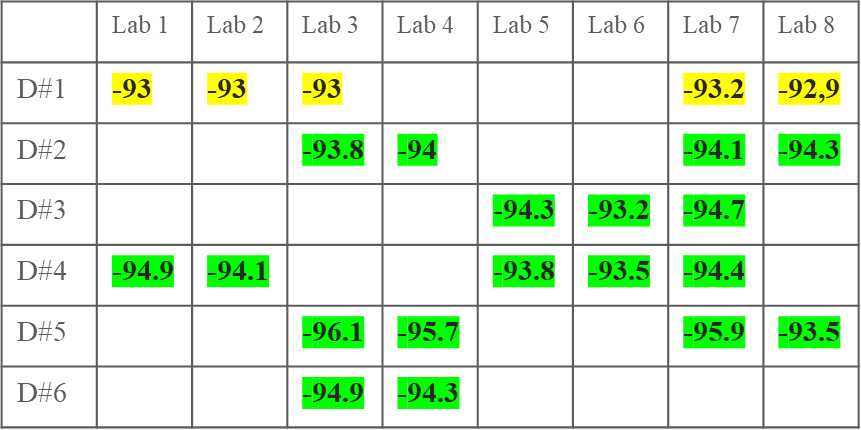 Lab 1 Lab 2 Lab 3 Lab 4 Lab 5 Lab 6 Lab 7 Lab 8
D#1 -93 -93 -93 -93.2 -92,9
D#2 -93.8 -94 -94.1 -94.3
D#3 -94.3 -93.2 -94.7
D#4 -94.9 -94.1 -93.8 -93.5 -94.4
D#5 -96.1 -95.7 -95.9 -93.5
D#6 -94.9 -94.3